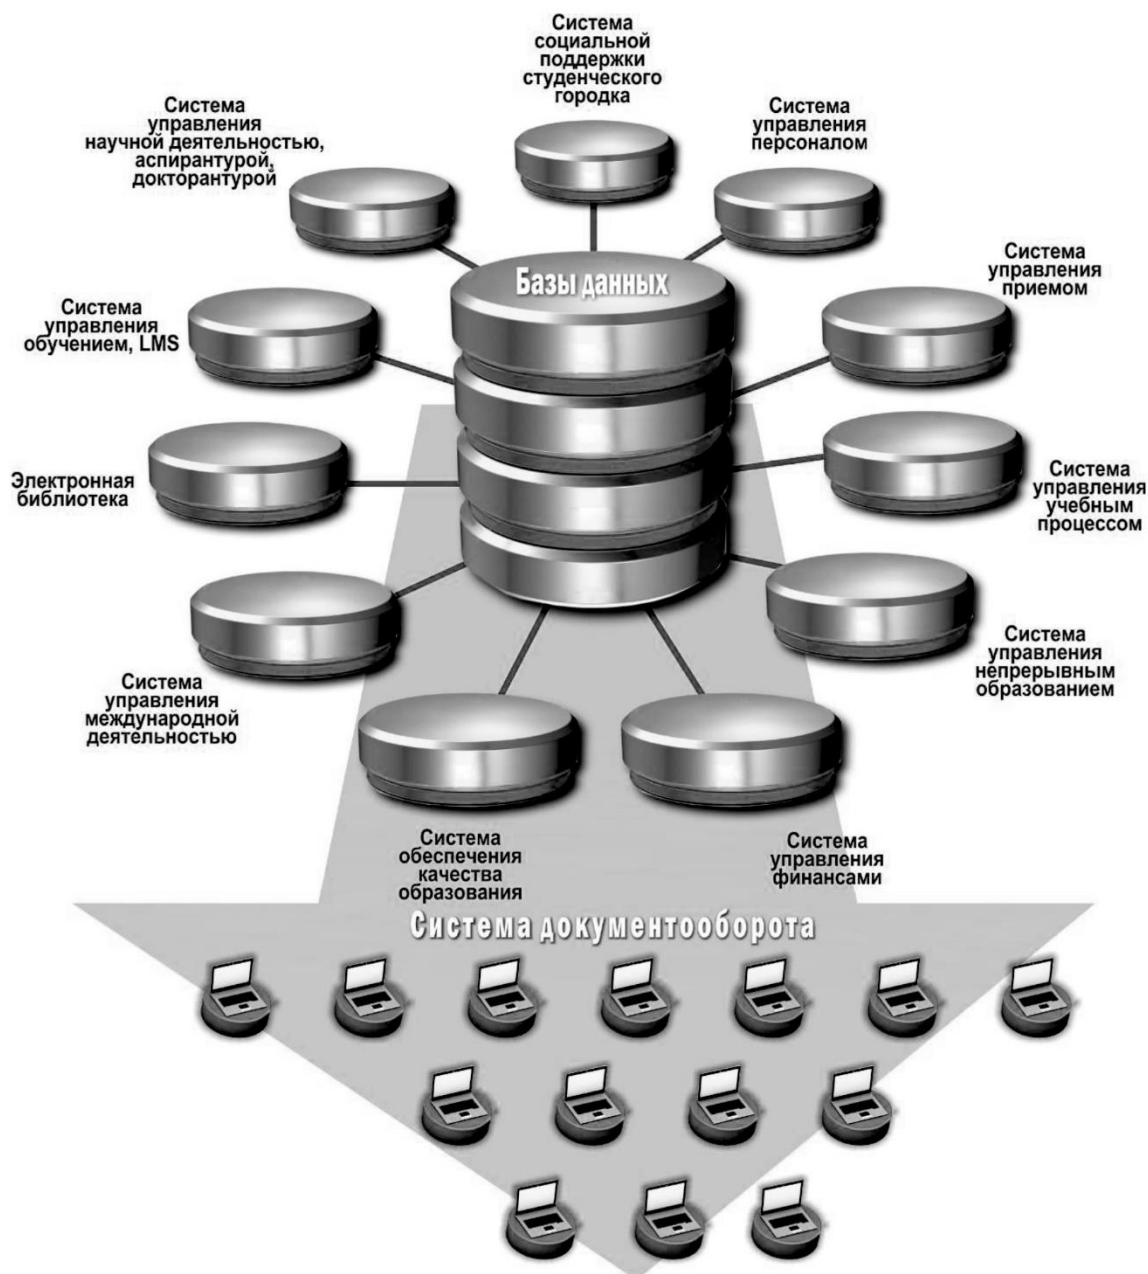 Система
социальной
поддержки
студенческого
городка
Система
управления
научной деятельностью,
аспирантурой,
докторантурой
Система
управления
персоналом
Базы данных
Система
управления
приемом
Система
управления
обучением, LMS
Электронная
библиотека
Система
управления
учебным
процессом
Система
управления
непрерывным
образованием
Система
управления
международной
деятельностью
Система
обеспечения
качества
образования
Система
управления
финансами
Система документооборота